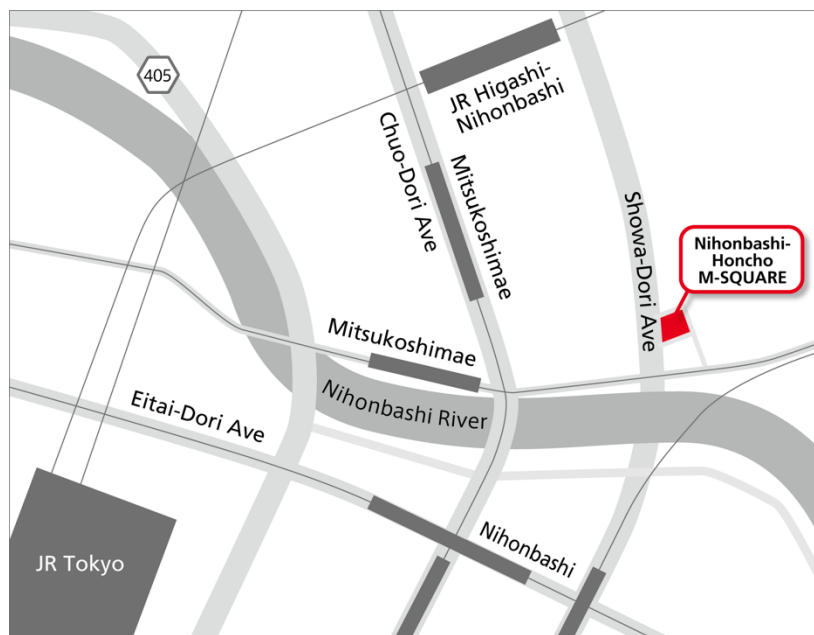 405
JR Higashi-
Nihonbashi
Chuo-Dori Ave
Mitsukoshimae
Showa-Dori Ave
Nihonbashi-
Honcho
M-SQUARE
Mitsukoshimae
Nihonbashi River
Eitai-Dori Ave
Nihonbashi
JR Tokyo